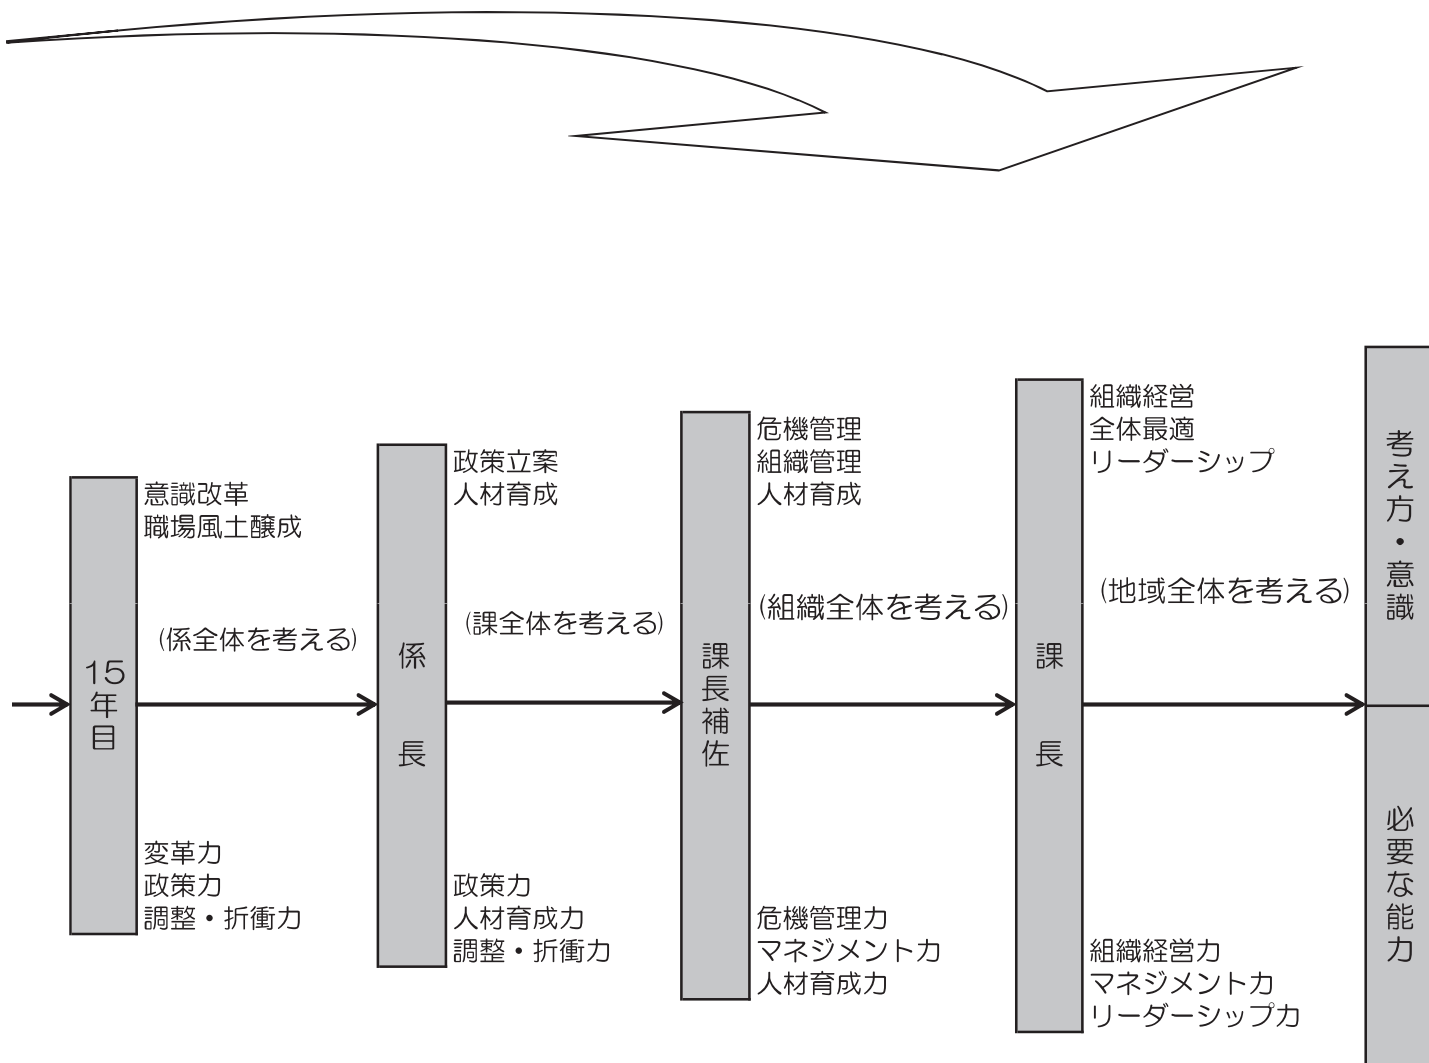 意識改革
職場風土醸成
(係全体を考える)
15年目
変革力
政策力
調整・折衝力
政策立案
人材育成
(課全体を考える)
係長
政策力
人材育成力
調整・折衝力
危機管理
組織管理
人材育成
(組織全体を考える)
課長補佐
危機管理力
マネジメント力
人材育成力
組織経営
全体最適
リーダーシップ
(地域全体を考える)
課長
組織経営力
マネジメント力
リーダーシップ力
考え方・意識
必要な能力